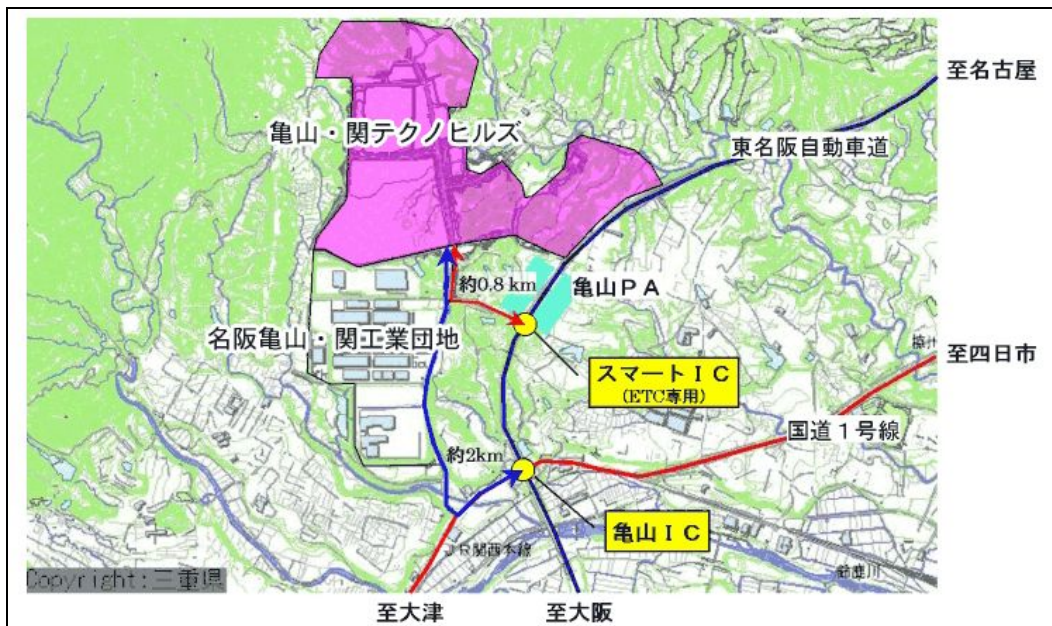 至名古屋
亀山・関テクノヒルズ
東名阪自動車道
約0.8 km
亀山ＰＡ
名阪亀山・関工業団地
至四日市
スマートＩＣ
(ETC専用)
国道１号線
約2km
亀山ＩＣ
ＪＲ関西本線
鈴鹿川
Copyright:三重県
至大津
至大阪